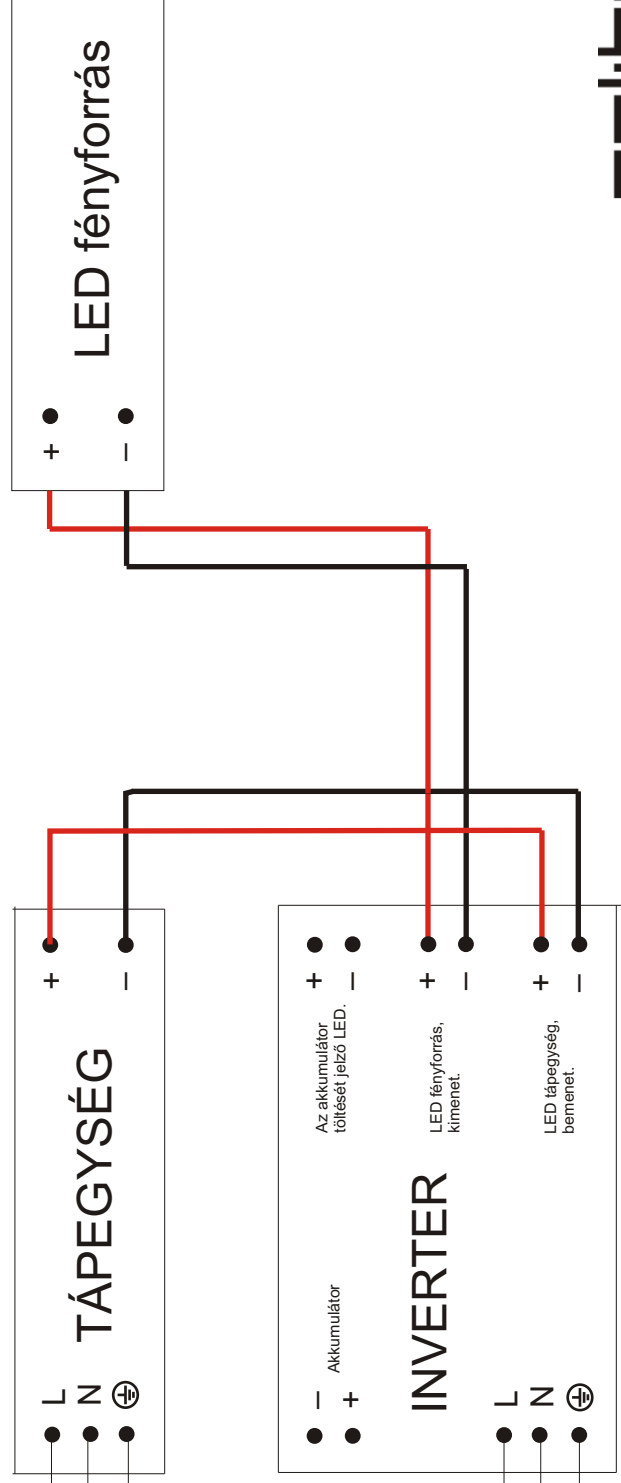 LED fényforrás
+
–
TÁPEGYSÉG
L
N
+
–
INVERTER
–
+
Akkumulátor
L
N
Az akkumulátor
töltését jelző LED.
+
–
LED fényforrás,
kimenet.
+
–
LED tápegység,
bemenet.
+
–